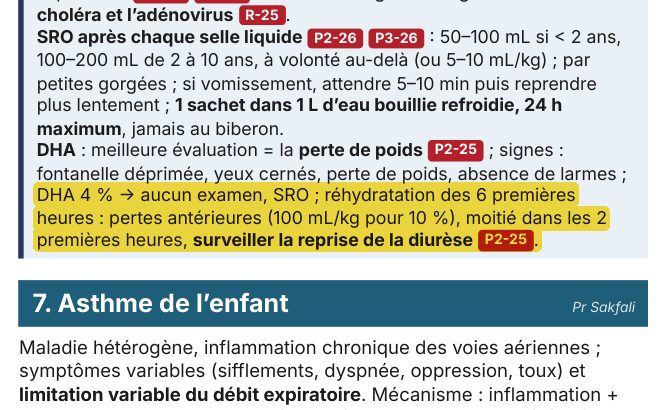 choléra et l’adénovirus R-25.
SRO après chaque selle liquide P2-26 P3-26 : 50–100 mL si < 2 ans,
100–200 mL de 2 à 10 ans, à volonté au-delà (ou 5–10 mL/kg) ; par
petites gorgées ; si vomissement, attendre 5–10 min puis reprendre
plus lentement ; 1 sachet dans 1 L d’eau bouillie refroidie, 24 h
maximum, jamais au biberon.
DHA : meilleure évaluation = la perte de poids P2-25 ; signes :
fontanelle déprimée, yeux cernés, perte de poids, absence de larmes ;
DHA 4 % → aucun examen, SRO ; réhydratation des 6 premières
heures : pertes antérieures (100 mL/kg pour 10 %), moitié dans les 2
premières heures, surveiller la reprise de la diurèse P2-25.
7. Asthme de l’enfant Pr Sakfali
Maladie hétérogène, inflammation chronique des voies aériennes ;
symptômes variables (sifflements, dyspnée, oppression, toux) et
limitation variable du débit expiratoire. Mécanisme : inflammation +